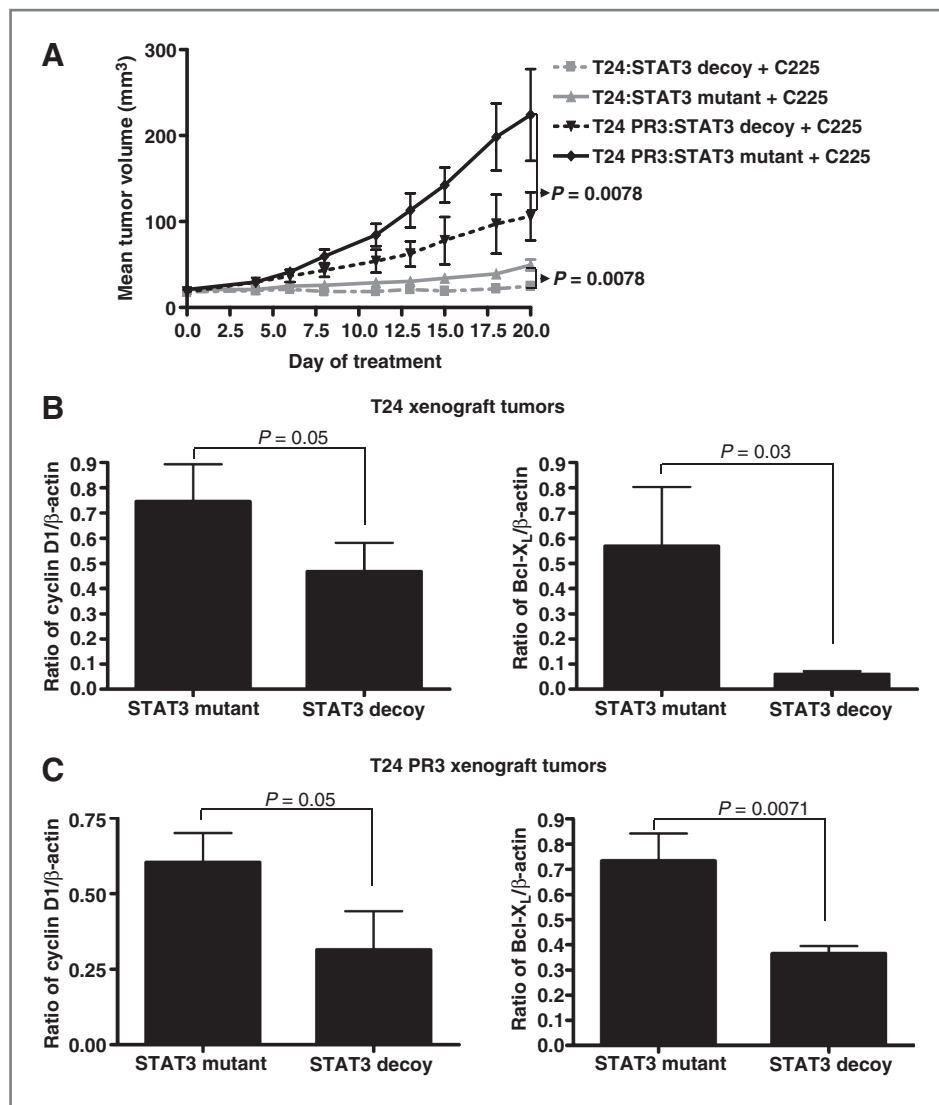 A
Mean tumor volume (mm³)
300
200
100
0
0.0 2.5 5.0 7.5 10.0 12.5 15.0 17.5 20.0
Day of treatment
T24:STAT3 decoy + C225
T24:STAT3 mutant + C225
T24 PR3:STAT3 decoy + C225
T24 PR3:STAT3 mutant + C225
P = 0.0078
P = 0.0078
B
T24 xenograft tumors
Ratio of cyclin D1/β-actin
0.9
0.8
0.7
0.6
0.5
0.4
0.3
0.2
0.1
0.0
P = 0.05
STAT3 mutant STAT3 decoy
Ratio of Bcl-X_L/β-actin
0.9
0.8
0.7
0.6
0.5
0.4
0.3
0.2
0.1
0.0
P = 0.03
STAT3 mutant STAT3 decoy
C
T24 PR3 xenograft tumors
Ratio of cyclin D1/β-actin
0.75
0.50
0.25
0.00
P = 0.05
STAT3 mutant STAT3 decoy
Ratio of Bcl-X_L/β-actin
0.9
0.8
0.7
0.6
0.5
0.4
0.3
0.2
0.1
0.0
P = 0.0071
STAT3 mutant STAT3 decoy